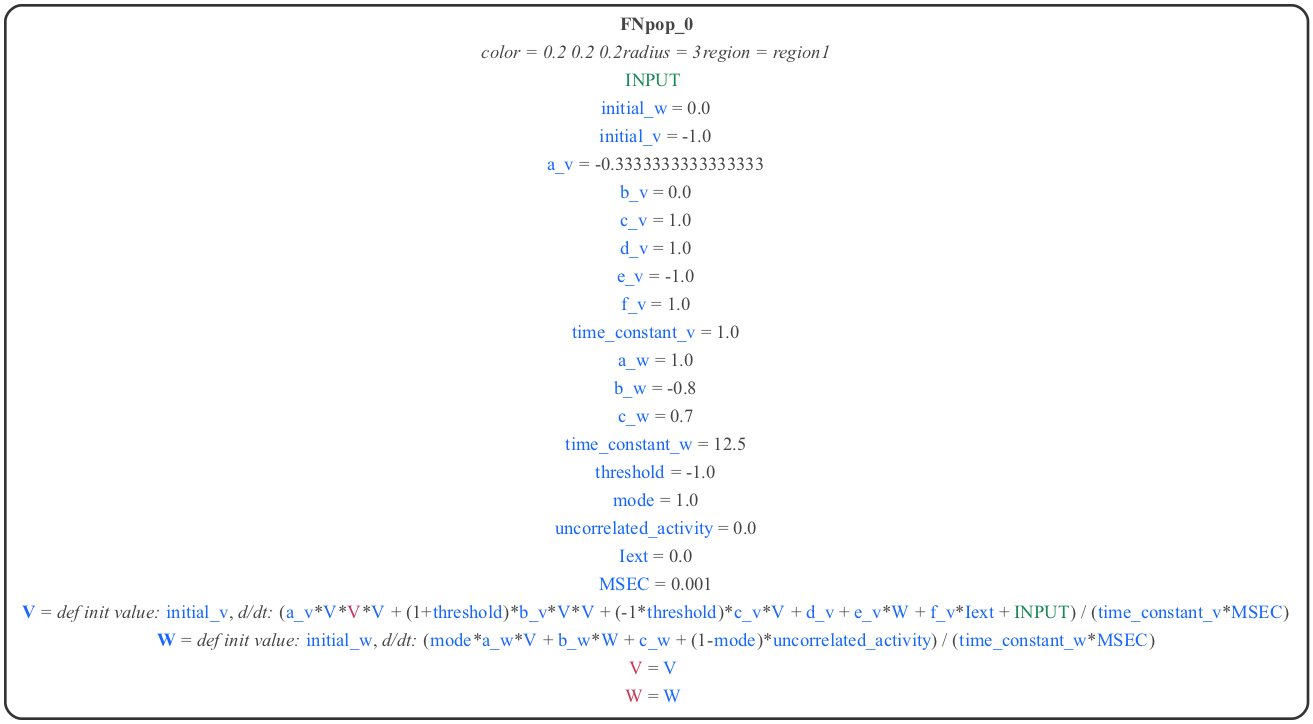 FNpop_0
color = 0.2 0.2 0.2radius = 3region = region1
INPUT
initial_w = 0.0
initial_v = -1.0
a_v = -0.3333333333333333
b_v = 0.0
c_v = 1.0
d_v = 1.0
e_v = -1.0
f_v = 1.0
time_constant_v = 1.0
a_w = 1.0
b_w = -0.8
c_w = 0.7
time_constant_w = 12.5
threshold = -1.0
mode = 1.0
uncorrelated_activity = 0.0
Iext = 0.0
MSEC = 0.001
V = def init value: initial_v, d/dt: (a_v*V*V*V + (1+threshold)*b_v*V*V + (-1*threshold)*c_v*V + d_v + e_v*W + f_v*Iext + INPUT) / (time_constant_v*MSEC)
W = def init value: initial_w, d/dt: (mode*a_w*V + b_w*W + c_w + (1-mode)*uncorrelated_activity) / (time_constant_w*MSEC)
V = V
W = W